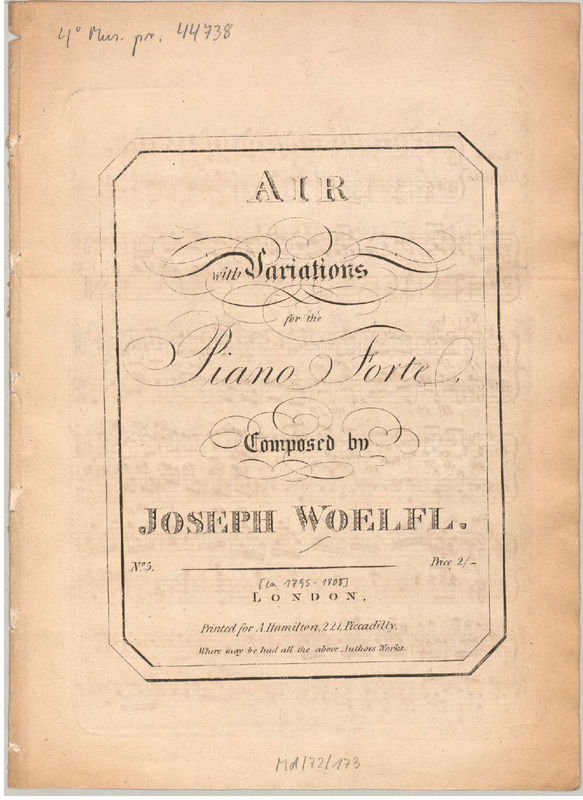 4° Mus. pr. 44738
25
AIR
with Variations
for the
Piano Forte.
Composed by
JOSEPH WOELFL.
No. 5. Price 2/-
[ca 1795-1808]
LONDON,
Printed for A. Hamilton, 221, Piccadilly.
Where may be had all the above Authors Works.
Md/72/173